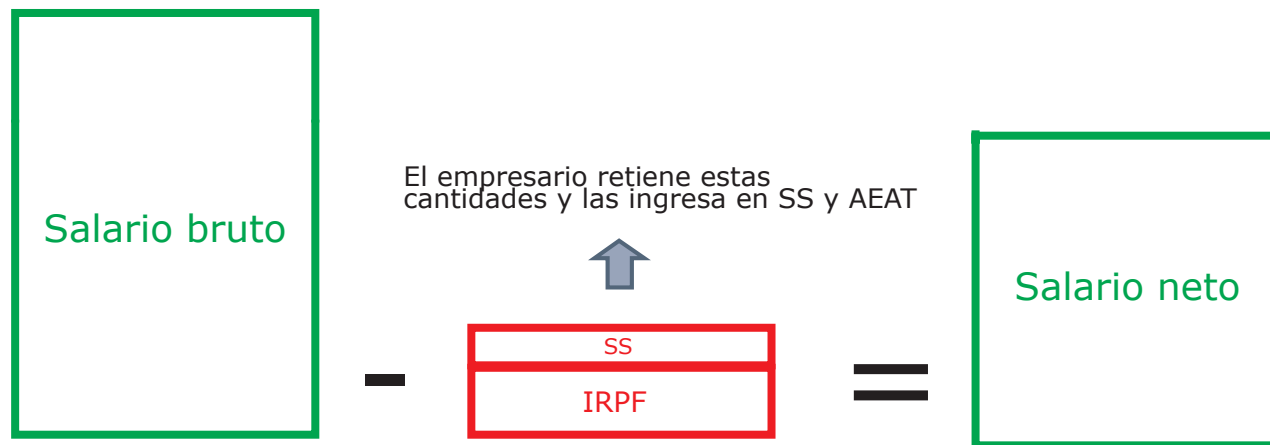 El empresario retiene estas
cantidades y las ingresa en SS y AEAT
Salario bruto
-
SS
IRPF
=
Salario neto